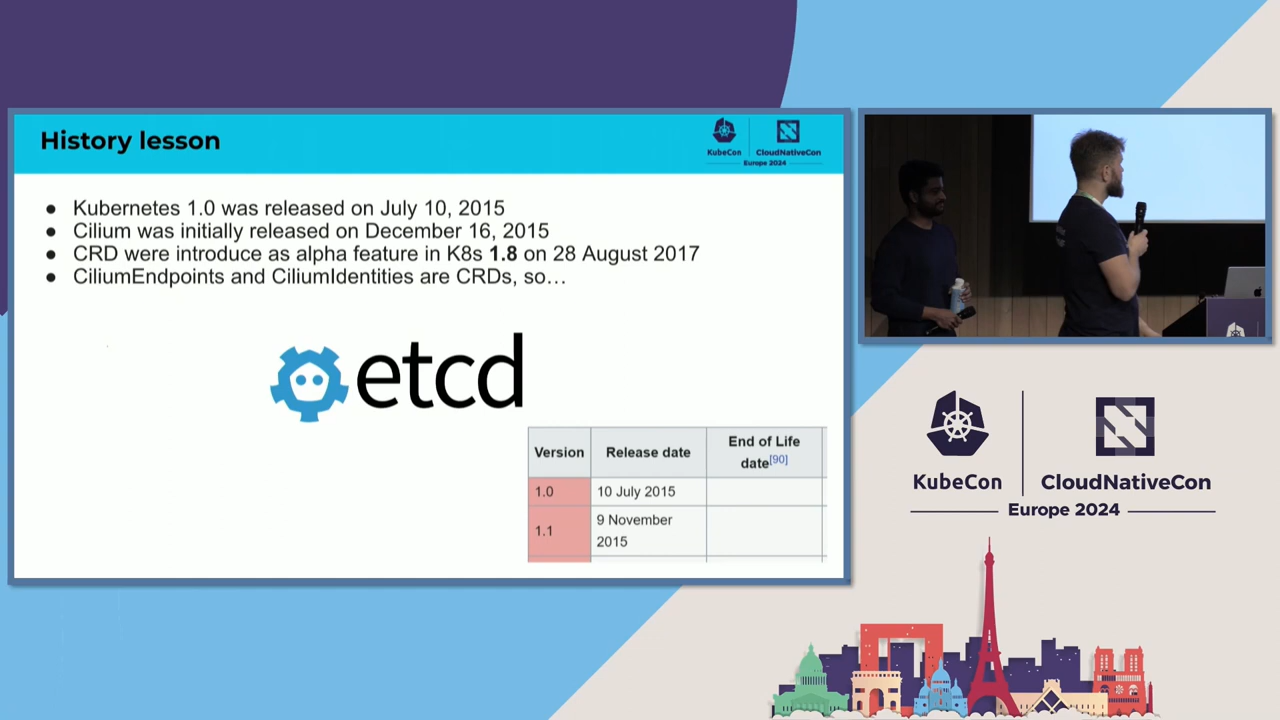 History lesson
KubeCon
CloudNativeCon
Europe 2024
● Kubernetes 1.0 was released on July 10, 2015
● Cilium was initially released on December 16, 2015
● CRD were introduce as alpha feature in K8s 1.8 on 28 August 2017
● CiliumEndpoints and CiliumIdentities are CRDs, so…
etcd
Version Release date End of Life
date[90]
1.0 10 July 2015
1.1 9 November
2015
KubeCon CloudNativeCon
Europe 2024